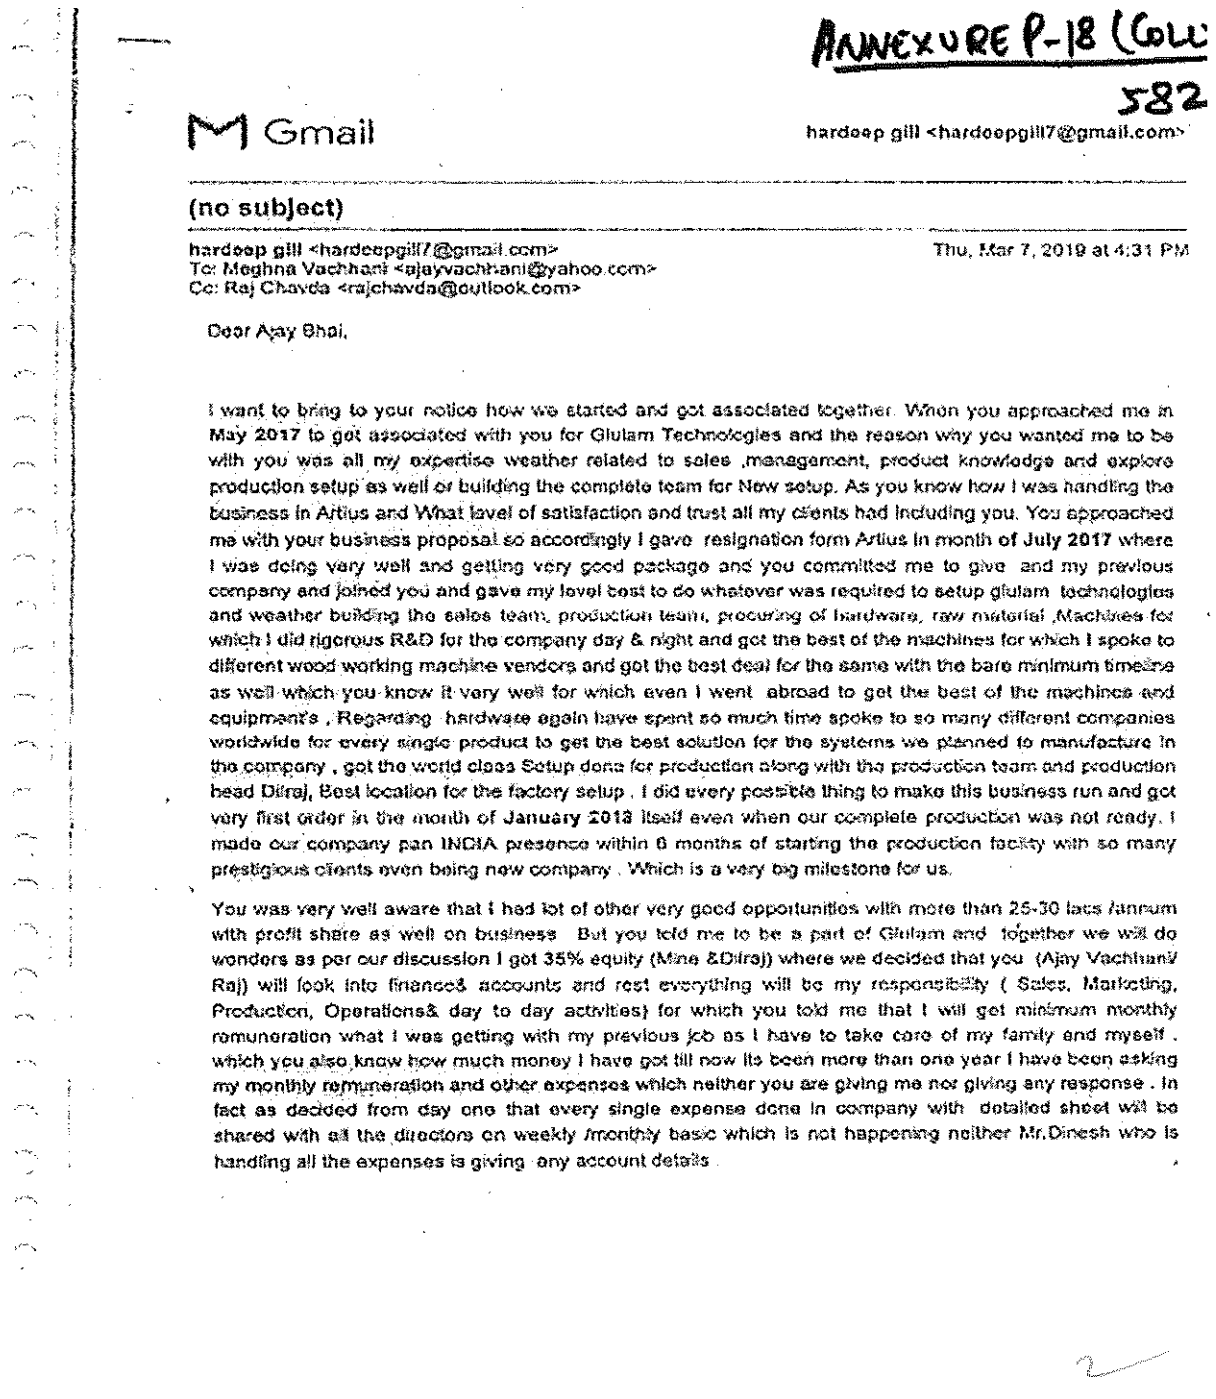 ANNEXURE P-18 (COLL:
582
Gmail
hardeep gill <hardeepgill7@gmail.com>
(no subject)
hardeep gill <hardeepgill7@gmail.com>
Thu, Mar 7, 2019 at 4:31 PM
To: Meghna Vachhani <ajayvachhani@yahoo.com>
Cc: Raj Chavda <rajchavda@outlook.com>
Dear Ajay Bhai,
I want to bring to your notice how we started and got associated together. When you approached me in
May 2017 to get associated with you for Glulam Technologies and the reason why you wanted me to be
with you was all my expertise weather related to sales ,management, product knowledge and explore
production setup as well or building the complete team for New setup. As you know how I was handling the
business in Artius and What level of satisfaction and trust all my clients had including you. You approached
me with your business proposal so accordingly I gave resignation form Artius in month of July 2017 where
I was doing very well and getting very good package and you committed me to give and my previous
company and joined you and gave my level best to do whatever was required to setup glulam technologies
and weather building the sales team, production team, procuring of hardware, raw material ,Machines for
which I did rigorous R&D for the company day & night and got the best of the machines for which I spoke to
different wood working machine vendors and got the best deal for the same with the bare minimum timeline
as well which you know it very well for which even I went abroad to get the best of the machines and
equipment's , Regarding hardware again have spent so much time spoke to so many different companies
worldwide for every single product to get the best solution for the systems we planned to manufacture in
the company , got the world class Setup done for production along with the production team and production
head Dilraj, Best location for the factory setup . I did every possible thing to make this business run and got
very first order in the month of January 2018 itself even when our complete production was not ready. I
made our company pan INDIA presence within 6 months of starting the production facility with so many
prestigious clients even being new company . Which is a very big milestone for us.
You was very well aware that I had lot of other very good opportunities with more than 25-30 lacs /annum
with profit share as well on business But you told me to be a part of Glulam and together we will do
wonders as per our discussion I got 35% equity (Mine &Dilraj) where we decided that you (Ajay Vachhani/
Raj) will look into finance& accounts and rest everything will be my responsibility ( Sales, Marketing,
Production, Operations& day to day activities) for which you told me that I will get minimum monthly
remuneration what I was getting with my previous job as I have to take care of my family and myself .
which you also know how much money I have got till now its been more than one year I have been asking
my monthly remuneration and other expenses which neither you are giving me nor giving any response . In
fact as decided from day one that every single expense done in company with detailed sheet will be
shared with all the directors on weekly /monthly basic which is not happening neither Mr.Dinesh who is
handling all the expenses is giving any account details .
2